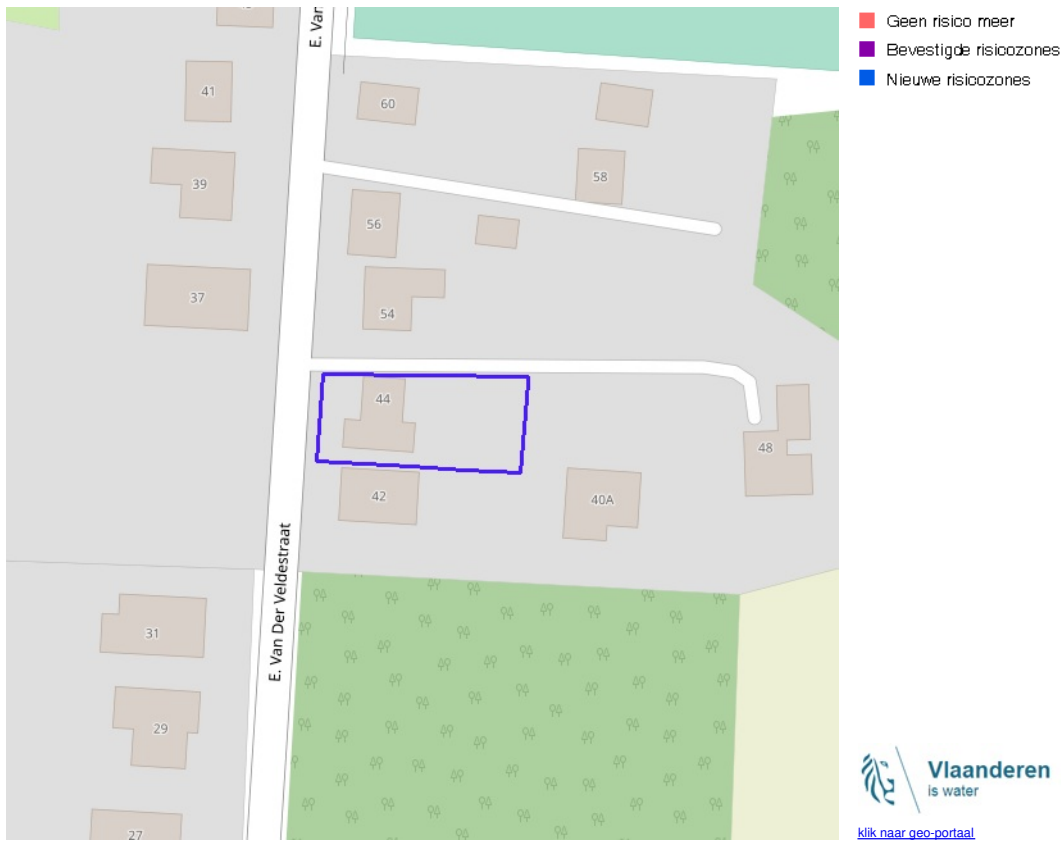 E. Van
41
60
39
58
56
37
54
44
48
42
40A
E. Van Der Veldestraat
31
29
27
Geen risico meer
Bevestigde risicozones
Nieuwe risicozones
Vlaanderen
is water
klik naar geo-portaal